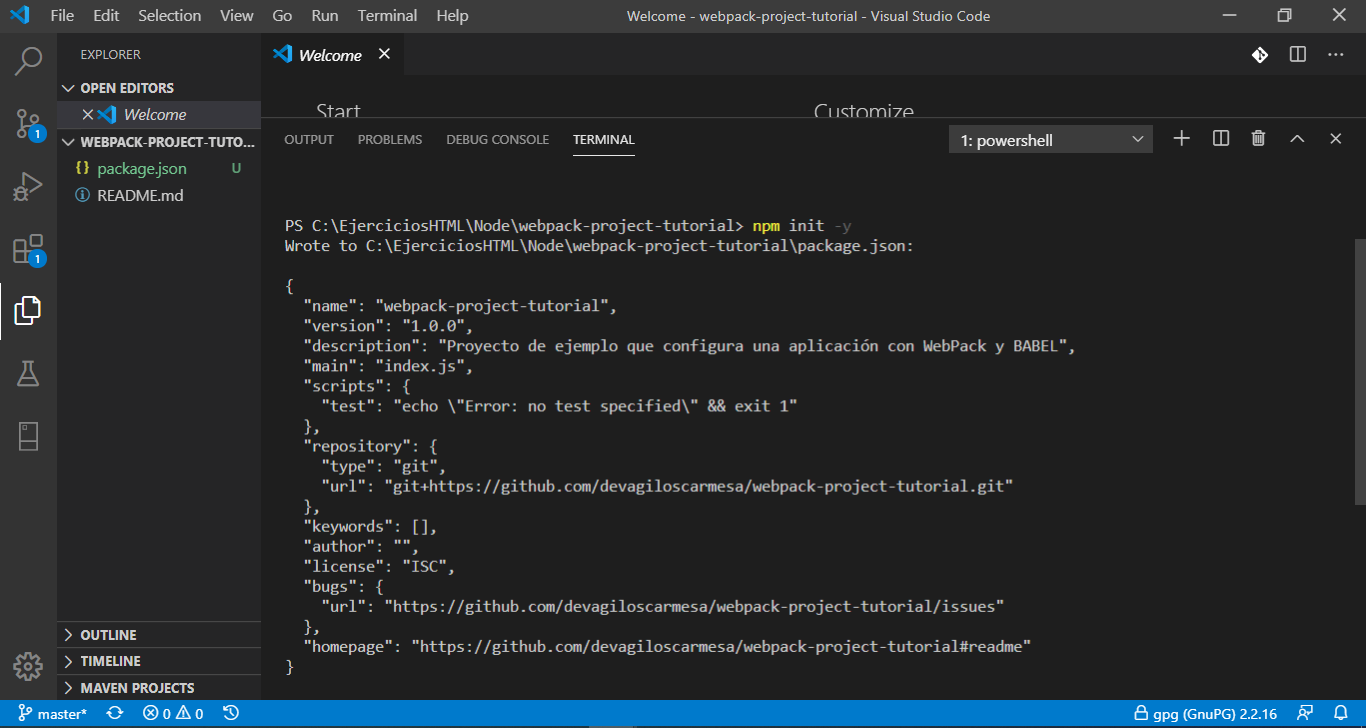 File Edit Selection View Go Run Terminal Help
Welcome - webpack-project-tutorial - Visual Studio Code
EXPLORER
OPEN EDITORS
Welcome
WEBPACK-PROJECT-TUTO...
{} package.json U
README.md
OUTLINE
TIMELINE
MAVEN PROJECTS
1
1
Welcome
Start
Customize
OUTPUT PROBLEMS DEBUG CONSOLE TERMINAL
1: powershell
PS C:\EjerciciosHTML\Node\webpack-project-tutorial> npm init -y
Wrote to C:\EjerciciosHTML\Node\webpack-project-tutorial\package.json:
{
  "name": "webpack-project-tutorial",
  "version": "1.0.0",
  "description": "Proyecto de ejemplo que configura una aplicación con WebPack y BABEL",
  "main": "index.js",
  "scripts": {
    "test": "echo \"Error: no test specified\" && exit 1"
  },
  "repository": {
    "type": "git",
    "url": "git+https://github.com/devagiloscarmesa/webpack-project-tutorial.git"
  },
  "keywords": [],
  "author": "",
  "license": "ISC",
  "bugs": {
    "url": "https://github.com/devagiloscarmesa/webpack-project-tutorial/issues"
  },
  "homepage": "https://github.com/devagiloscarmesa/webpack-project-tutorial#readme"
}
master* 0 0
gpg (GnuPG) 2.2.16